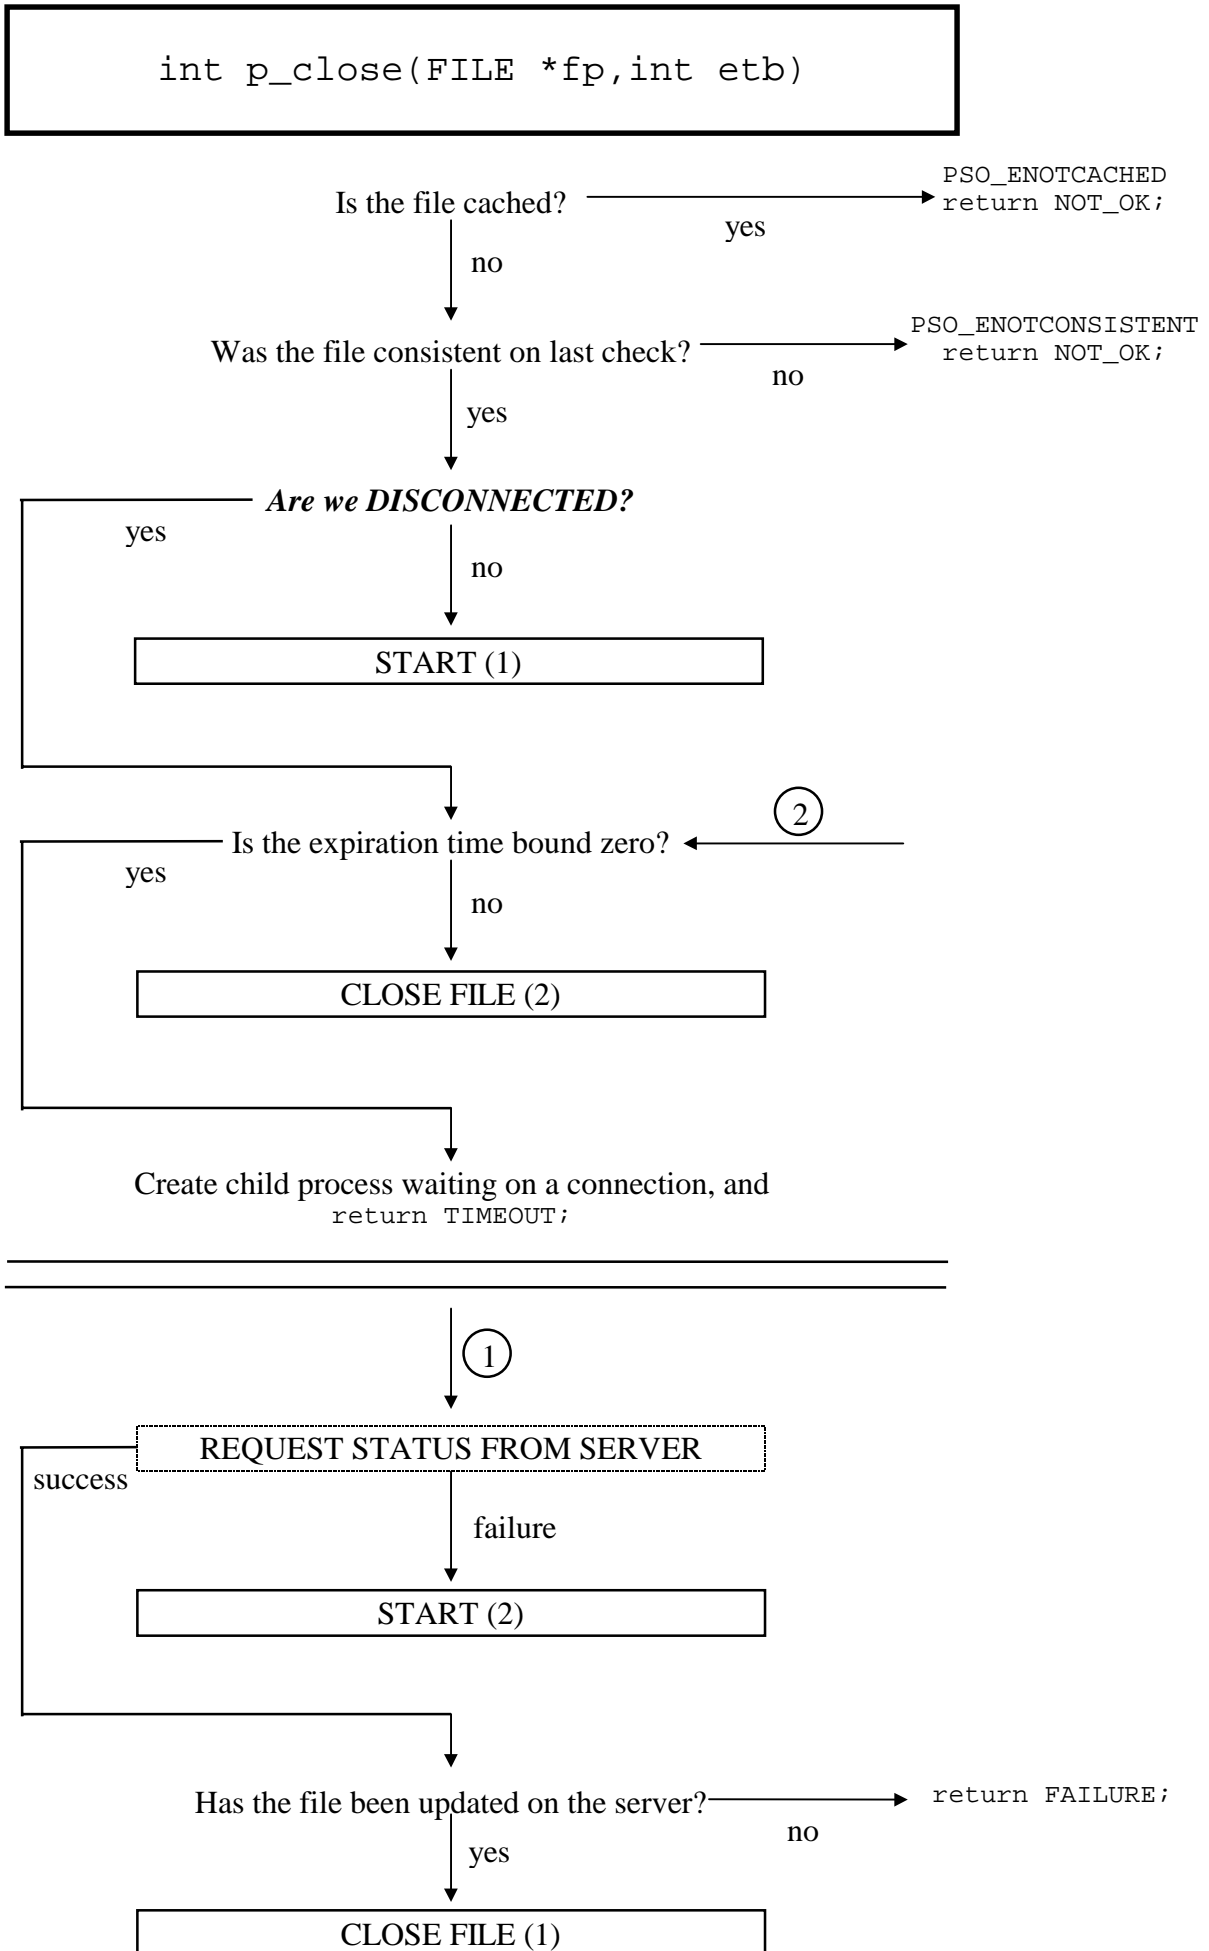 int p_close(FILE *fp,int etb)
PSO_ENOTCACHED
Is the file cached?
return NOT_OK;
yes
no
PSO_ENOTCONSISTENT
Was the file consistent on last check?
return NOT_OK;
no
yes
Are we DISCONNECTED?
yes
no
START (1)
2
Is the expiration time bound zero?
yes
no
CLOSE FILE (2)
Create child process waiting on a connection, and
return TIMEOUT;
1
REQUEST STATUS FROM SERVER
success
failure
START (2)
Has the file been updated on the server?
return FAILURE;
no
yes
CLOSE FILE (1)